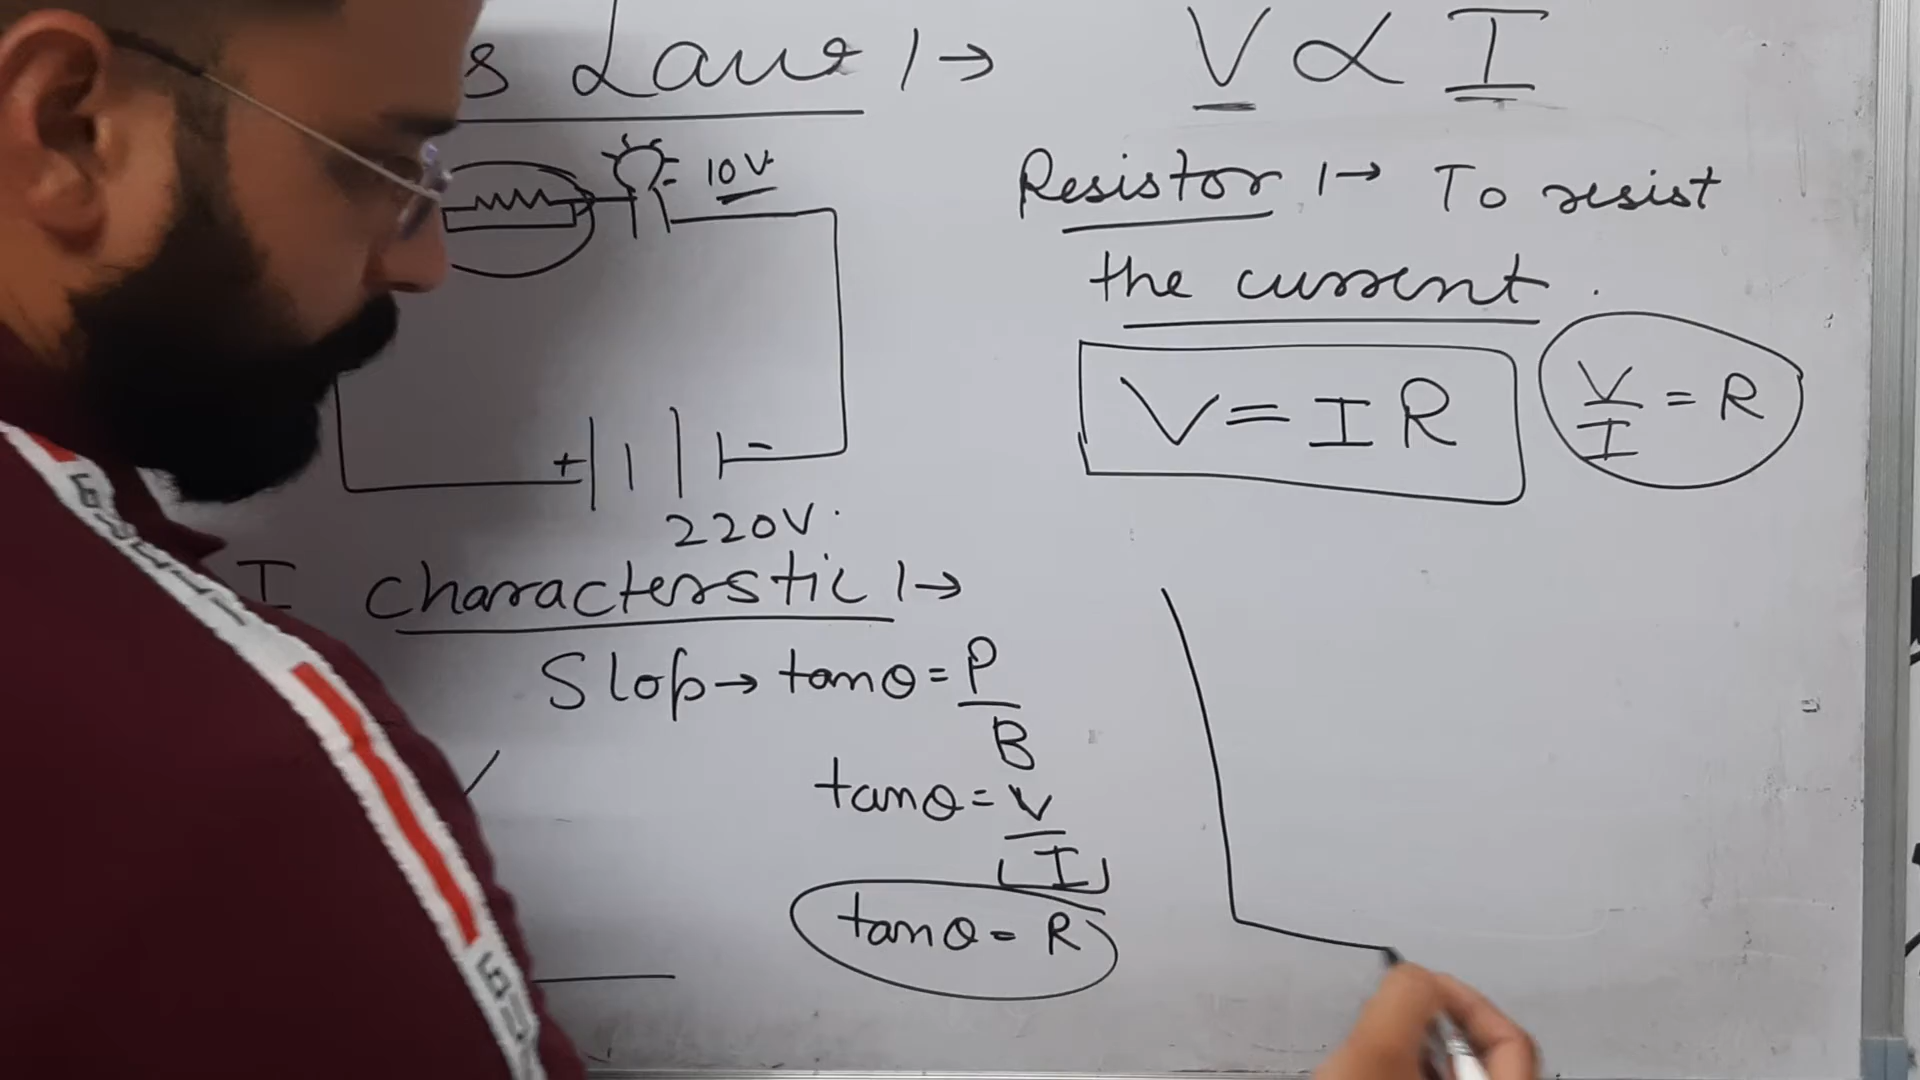 s Law :→ V ∝ I
10V
Resistor :→ To resist
the current.
V = IR
V/I = R
+ -
220V.
I characterstic :→
Slop → tanθ = P/B
tanθ = V/I
tanθ = R